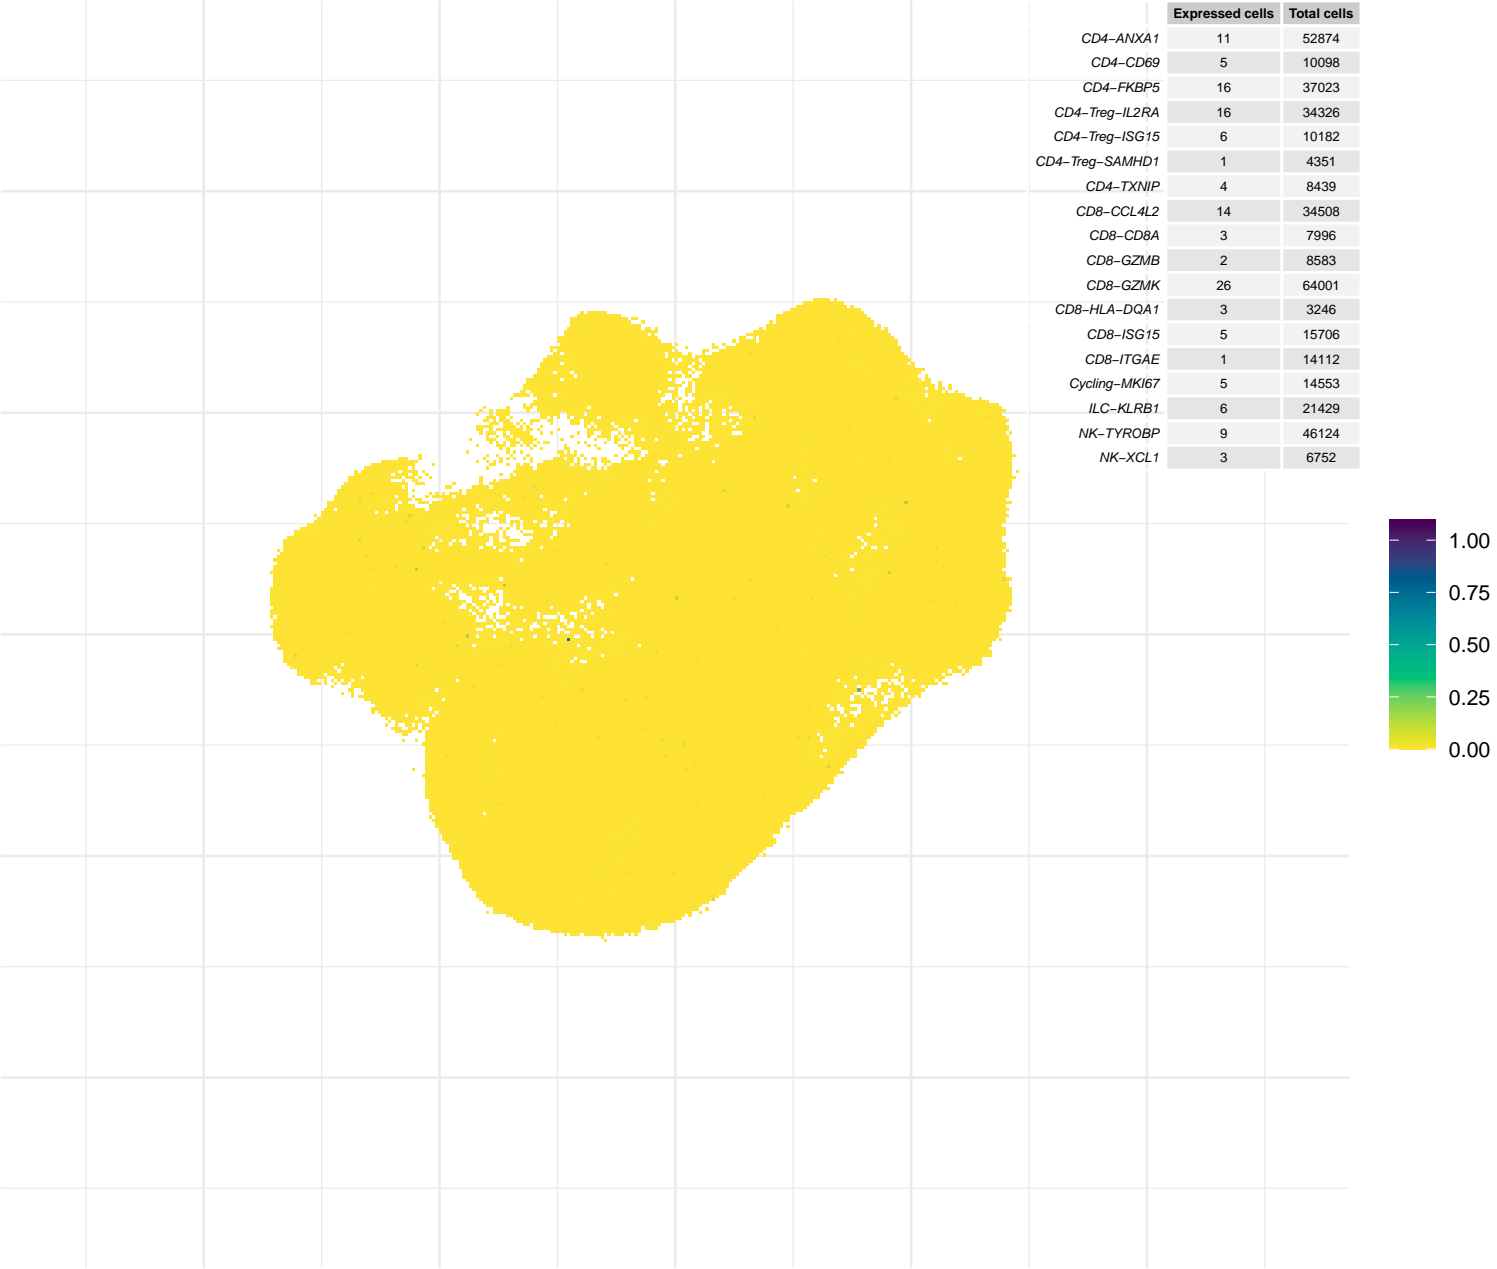 Expressed cells Total cells
CD4−ANXA1 11 52874
CD4−CD69 5 10098
CD4−FKBP5 16 37023
CD4−Treg−IL2RA 16 34326
CD4−Treg−ISG15 6 10182
CD4−Treg−SAMHD1 1 4351
CD4−TXNIP 4 8439
CD8−CCL4L2 14 34508
CD8−CD8A 3 7996
CD8−GZMB 2 8583
CD8−GZMK 26 64001
CD8−HLA−DQA1 3 3246
CD8−ISG15 5 15706
CD8−ITGAE 1 14112
Cycling−MKI67 5 14553
ILC−KLRB1 6 21429
NK−TYROBP 9 46124
NK−XCL1 3 6752
1.00
0.75
0.50
0.25
0.00